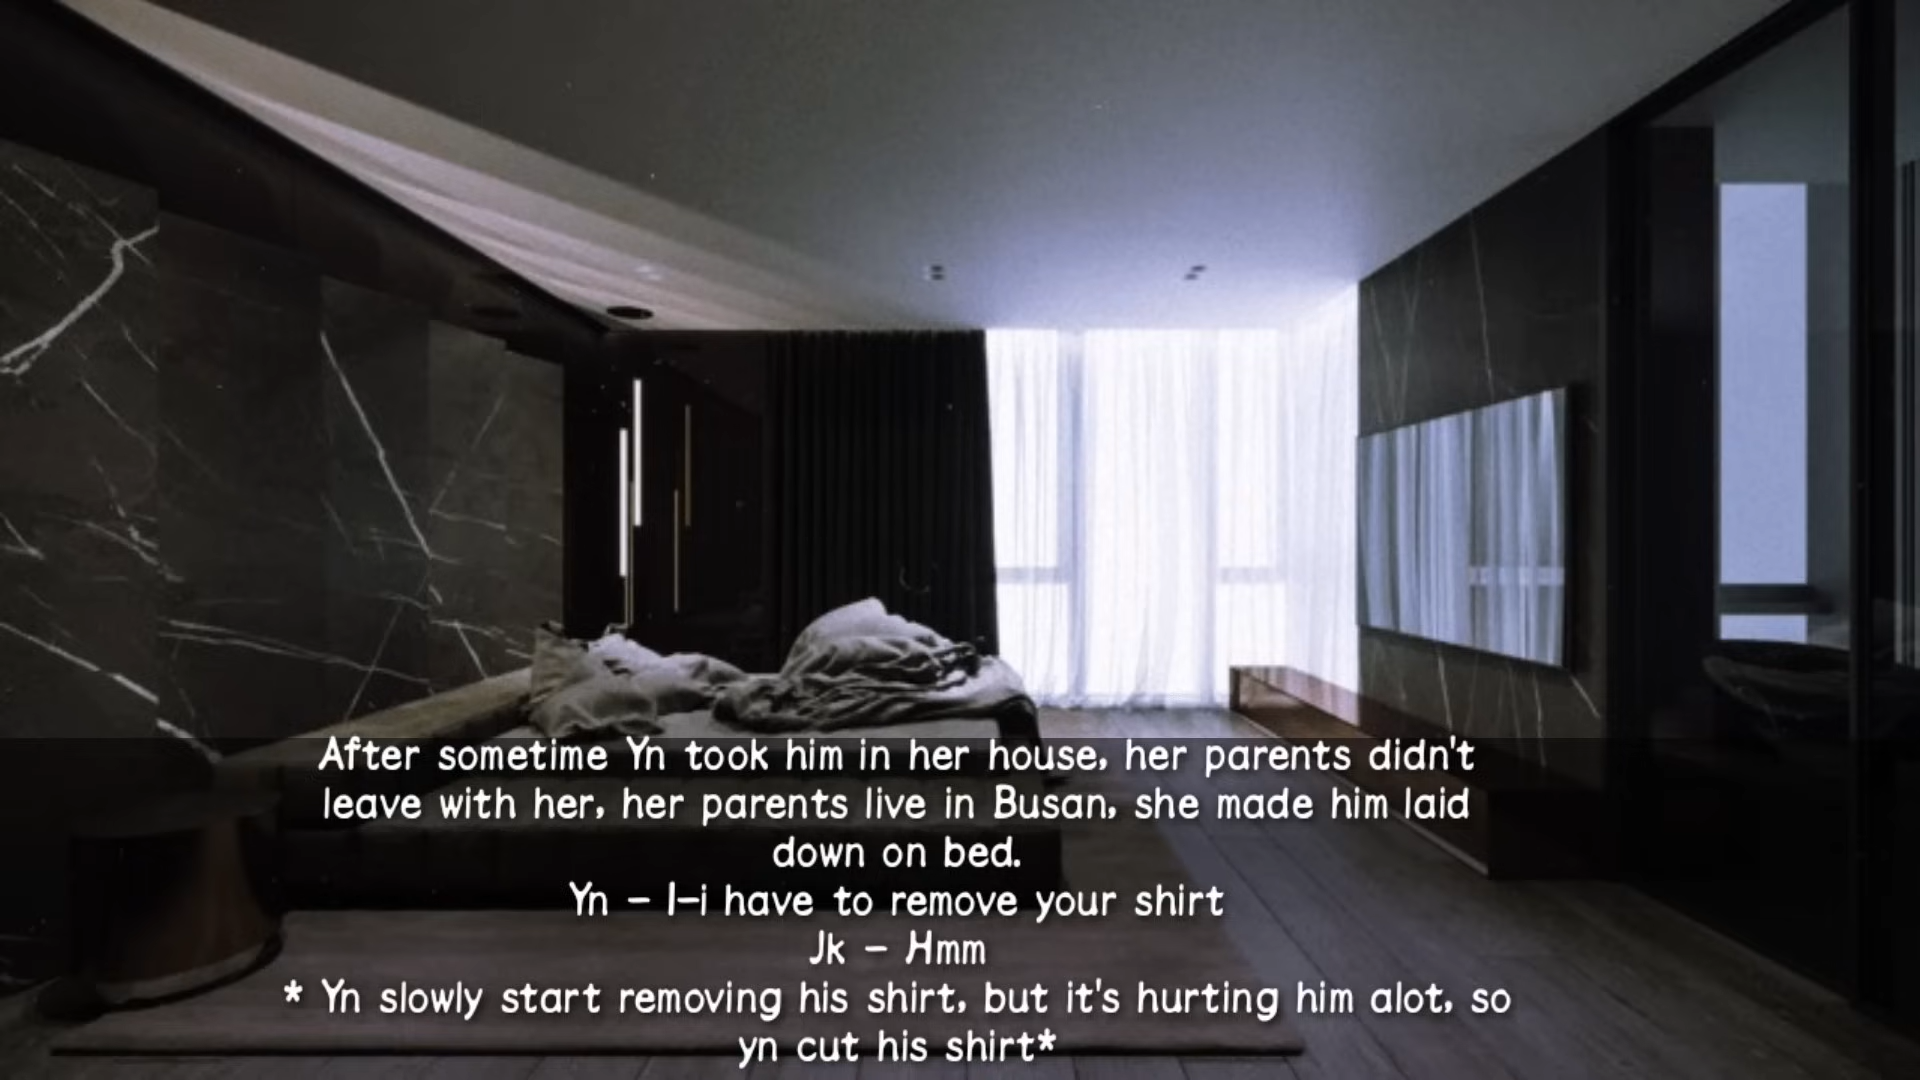 After sometime Yn took him in her house, her parents didn't
leave with her, her parents live in Busan, she made him laid
down on bed.
Yn - I-i have to remove your shirt
Jk - Hmm
* Yn slowly start removing his shirt, but it's hurting him alot, so
yn cut his shirt*